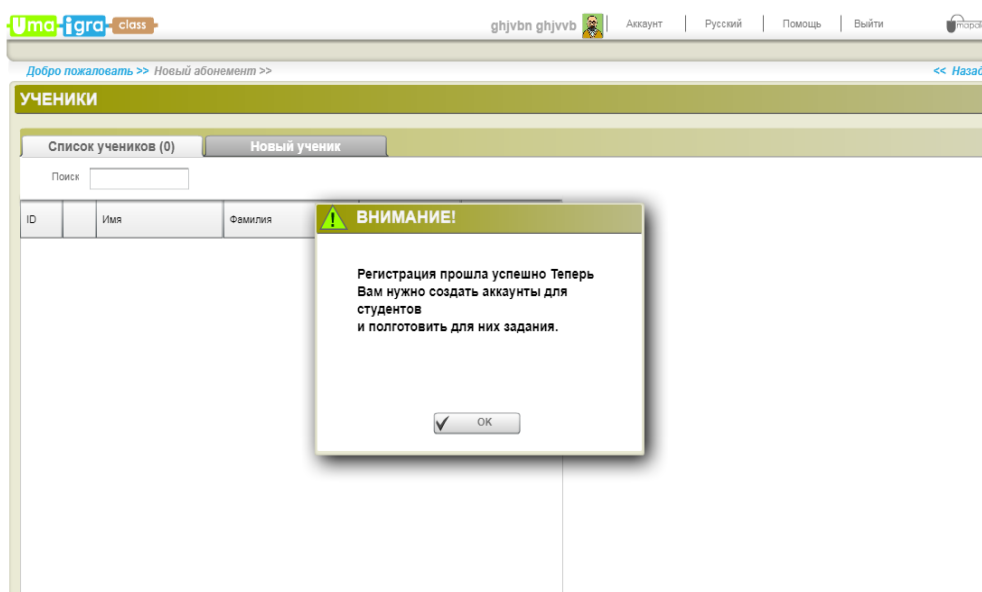 Uma-igra-class
ghjvbn ghjvvb
Аккаунт
Русский
Помощь
Выйти
Добро пожаловать >> Новый абонемент >>
<< Назад
УЧЕНИКИ
Список учеников (0)
Новый ученик
Поиск
ID
Имя
Фамилия
ВНИМАНИЕ!
Регистрация прошла успешно Теперь
Вам нужно создать аккаунты для
студентов
и полготовить для них задания.
OK